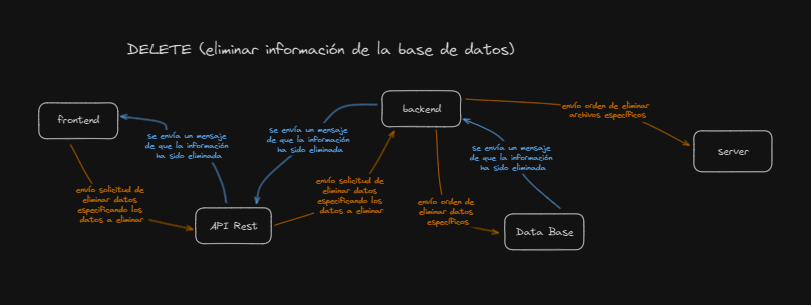 DELETE (eliminar información de la base de datos)
frontend
se envía un mensaje
de que la información
ha sido eliminada
envío solicitud de
eliminar datos
especificando los
datos a eliminar
API Rest
se envía un mensaje
de que la información
ha sido eliminada
envío solicitud de
eliminar datos
especificando los
datos a eliminar
backend
envío orden de
eliminar datos
específicos
se envía un mensaje
de que la información
ha sido eliminada
Data Base
envío orden de eliminar
archivos específicos
server